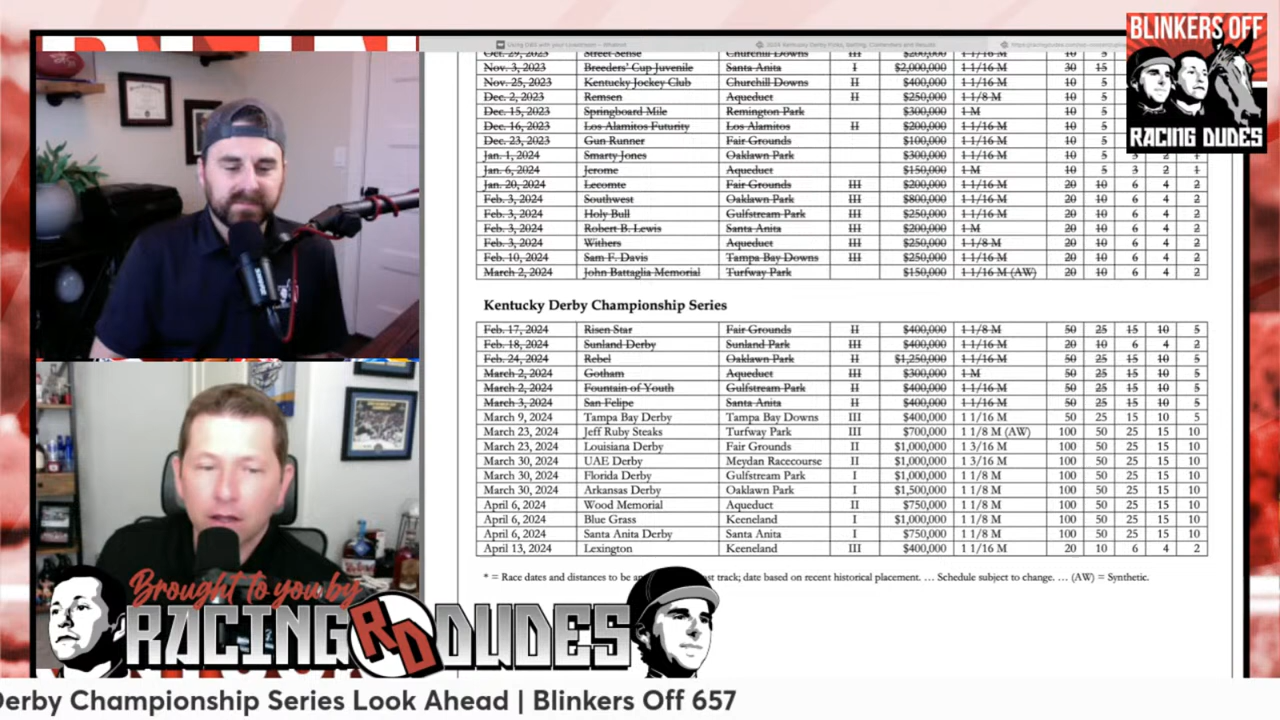 BLINKERS OFF
RACING DUDES
Oct. 29, 2023 Street Sense Churchill Downs III $200,000 1 1/16 M 10 5
Nov. 3, 2023 Breeders' Cup Juvenile Santa Anita I $2,000,000 1 1/16 M 30 15
Nov. 25, 2023 Kentucky Jockey Club Churchill Downs II $400,000 1 1/16 M 10 5
Dec. 2, 2023 Remsen Aqueduct II $250,000 1 1/8 M 10 5
Dec. 15, 2023 Springboard Mile Remington Park $300,000 1 M 10 5
Dec. 16, 2023 Los Alamitos Futurity Los Alamitos II $200,000 1 1/16 M 10 5
Dec. 23, 2023 Gun Runner Fair Grounds $100,000 1 1/16 M 10 5
Jan. 1, 2024 Smarty Jones Oaklawn Park $300,000 1 1/16 M 10 5 3 2 1
Jan. 6, 2024 Jerome Aqueduct $150,000 1 M 10 5 3 2 1
Jan. 20, 2024 Lecomte Fair Grounds III $200,000 1 1/16 M 20 10 6 4 2
Feb. 3, 2024 Southwest Oaklawn Park III $800,000 1 1/16 M 20 10 6 4 2
Feb. 3, 2024 Holy Bull Gulfstream Park III $250,000 1 1/16 M 20 10 6 4 2
Feb. 3, 2024 Robert B. Lewis Santa Anita III $200,000 1 M 20 10 6 4 2
Feb. 3, 2024 Withers Aqueduct III $250,000 1 1/8 M 20 10 6 4 2
Feb. 10, 2024 Sam F. Davis Tampa Bay Downs III $250,000 1 1/16 M 20 10 6 4 2
March 2, 2024 John Battaglia Memorial Turfway Park $150,000 1 1/16 M (AW) 20 10 6 4 2
Kentucky Derby Championship Series
Feb. 17, 2024 Risen Star Fair Grounds II $400,000 1 1/8 M 50 25 15 10 5
Feb. 18, 2024 Sunland Derby Sunland Park III $400,000 1 1/16 M 20 10 6 4 2
Feb. 24, 2024 Rebel Oaklawn Park II $1,250,000 1 1/16 M 50 25 15 10 5
March 2, 2024 Gotham Aqueduct III $300,000 1 M 50 25 15 10 5
March 2, 2024 Fountain of Youth Gulfstream Park II $400,000 1 1/16 M 50 25 15 10 5
March 3, 2024 San Felipe Santa Anita II $400,000 1 1/16 M 50 25 15 10 5
March 9, 2024 Tampa Bay Derby Tampa Bay Downs III $400,000 1 1/16 M 50 25 15 10 5
March 23, 2024 Jeff Ruby Steaks Turfway Park III $700,000 1 1/8 M (AW) 100 50 25 15 10
March 23, 2024 Louisiana Derby Fair Grounds II $1,000,000 1 3/16 M 100 50 25 15 10
March 30, 2024 UAE Derby Meydan Racecourse II $1,000,000 1 3/16 M 100 50 25 15 10
March 30, 2024 Florida Derby Gulfstream Park I $1,000,000 1 1/8 M 100 50 25 15 10
March 30, 2024 Arkansas Derby Oaklawn Park I $1,500,000 1 1/8 M 100 50 25 15 10
April 6, 2024 Wood Memorial Aqueduct II $750,000 1 1/8 M 100 50 25 15 10
April 6, 2024 Blue Grass Keeneland I $1,000,000 1 1/8 M 100 50 25 15 10
April 6, 2024 Santa Anita Derby Santa Anita I $750,000 1 1/8 M 100 50 25 15 10
April 13, 2024 Lexington Keeneland III $400,000 1 1/16 M 20 10 6 4 2
* = Race dates and distances to be track; date based on recent historical placement. … Schedule subject to change. … (AW) = Synthetic.
Brought to you by
RACING RD DUDES
Derby Championship Series Look Ahead | Blinkers Off 657